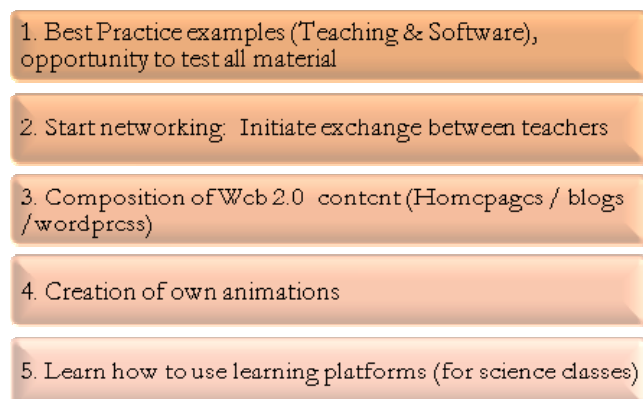 1. Best Practice examples (Teaching & Software),
opportunity to test all material
2. Start networking: Initiate exchange between teachers
3. Composition of Web 2.0 content (Homepages / blogs
/wordpress)
4. Creation of own animations
5. Learn how to use learning platforms (for science classes)